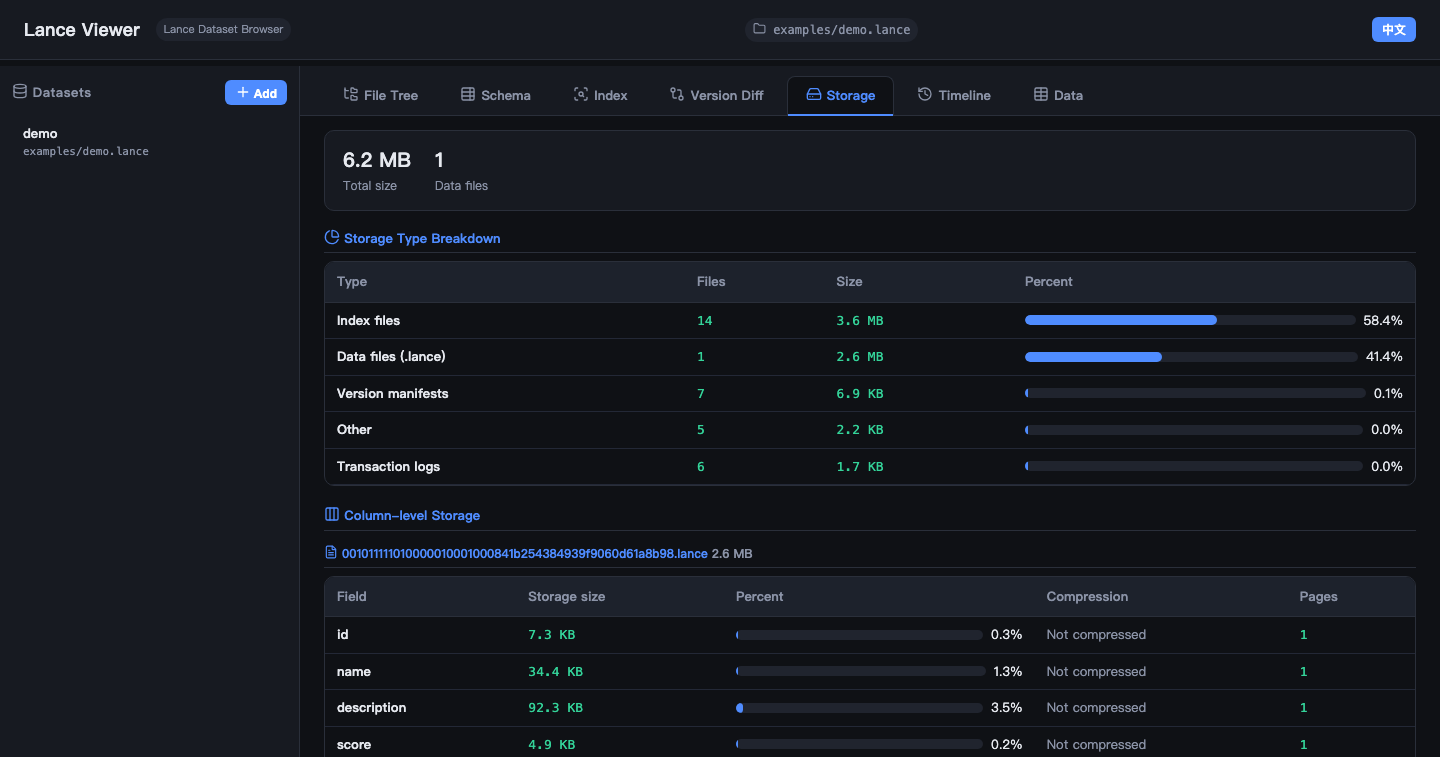 Lance Viewer Lance Dataset Browser examples/demo.lance 中文
Datasets + Add
demo
examples/demo.lance
File Tree Schema Index Version Diff Storage Timeline Data
6.2 MB 1
Total size Data files
Storage Type Breakdown
Type Files Size Percent
Index files 14 3.6 MB 58.4%
Data files (.lance) 1 2.6 MB 41.4%
Version manifests 7 6.9 KB 0.1%
Other 5 2.2 KB 0.0%
Transaction logs 6 1.7 KB 0.0%
Column-level Storage
001011111010000010001000841b254384939f9060d61a8b98.lance 2.6 MB
Field Storage size Percent Compression Pages
id 7.3 KB 0.3% Not compressed 1
name 34.4 KB 1.3% Not compressed 1
description 92.3 KB 3.5% Not compressed 1
score 4.9 KB 0.2% Not compressed 1